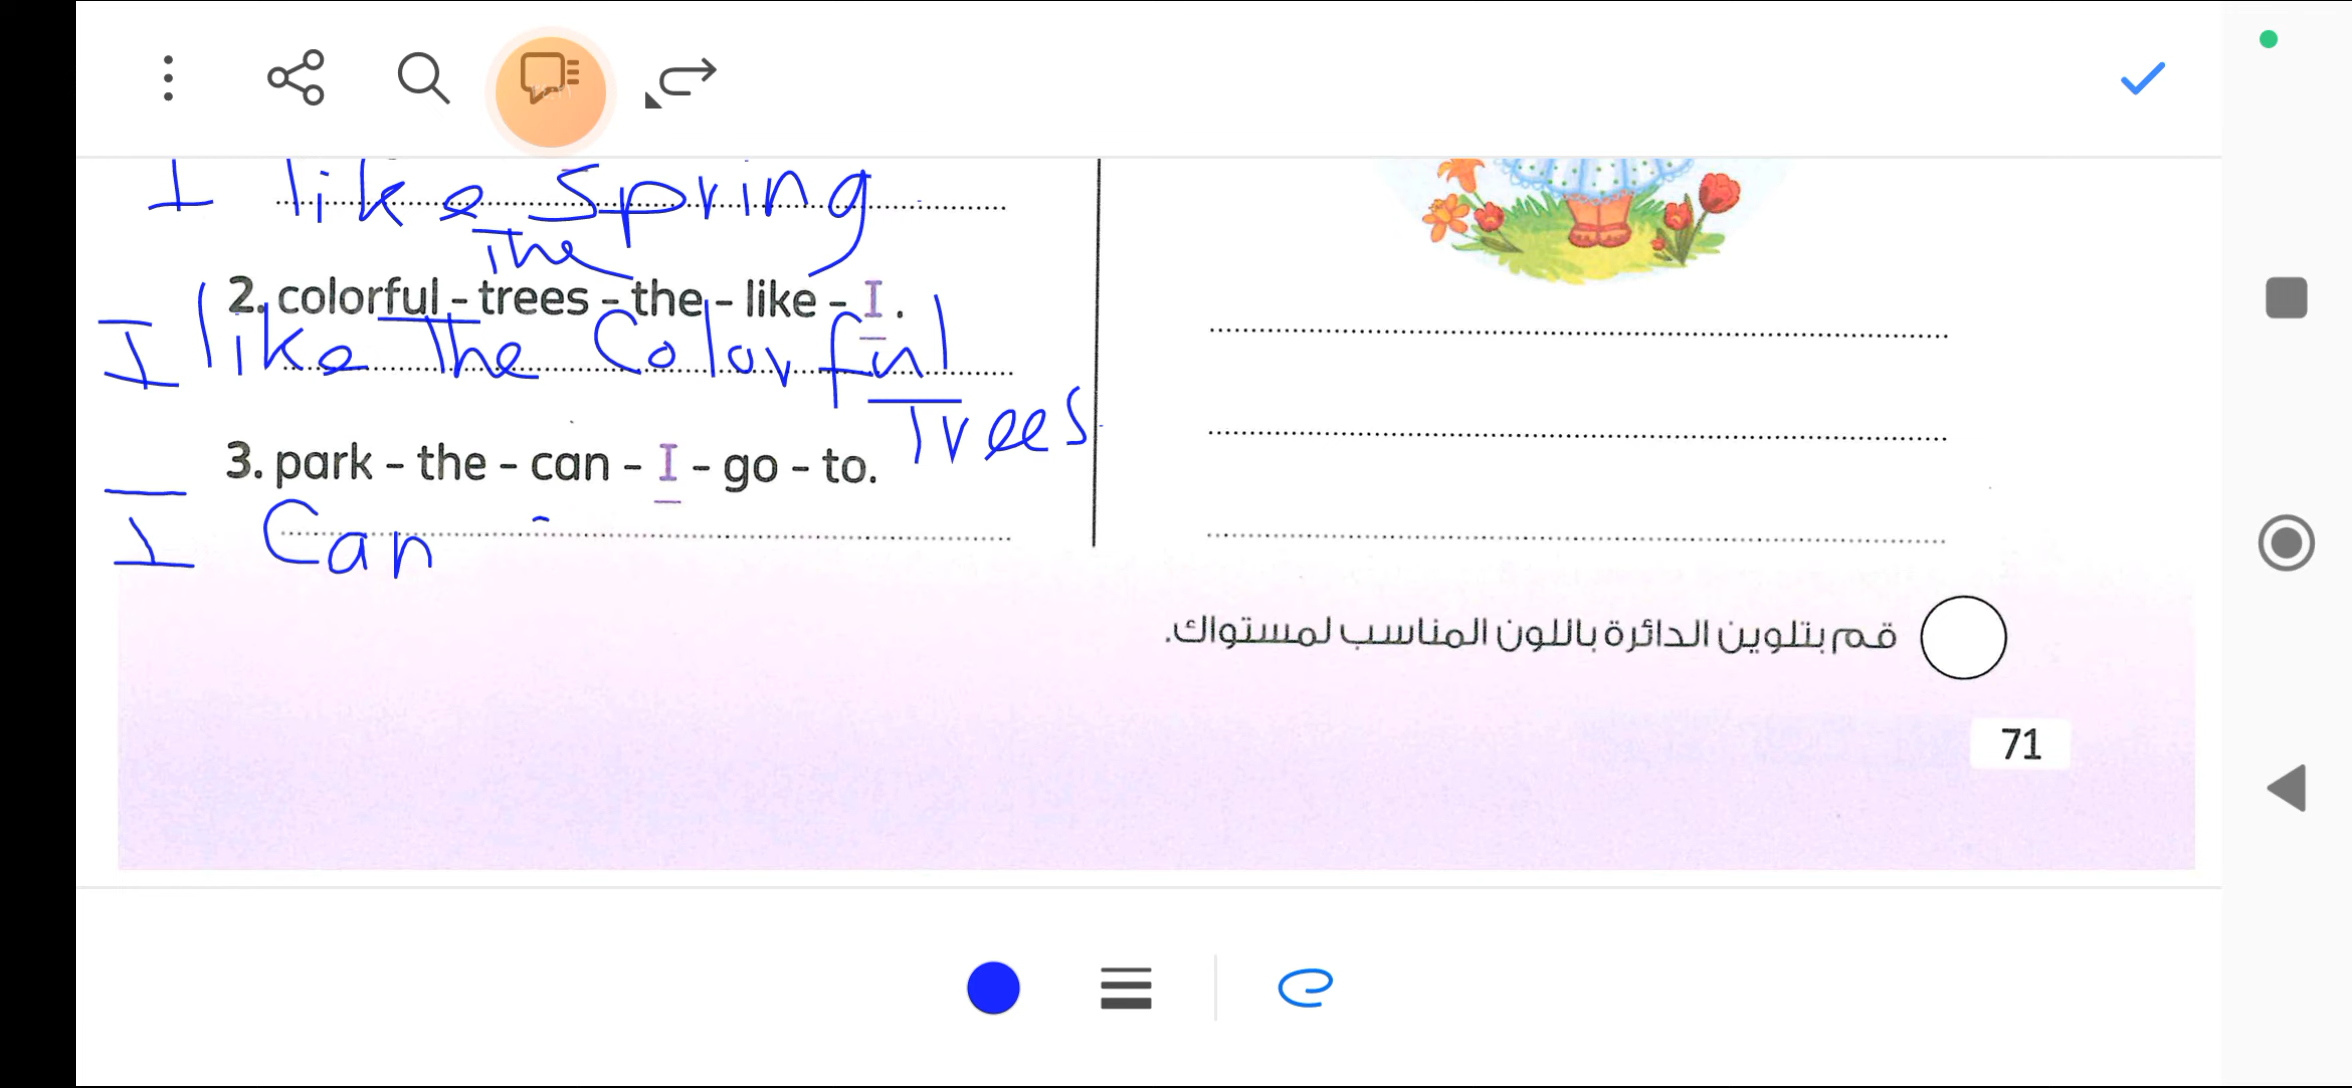 I like Spring
The
2. colorful - trees - the - like - I.
I like The Colorful
Trees
3. park - the - can - I - go - to.
I Can
قم بتلوين الدائرة باللون المناسب لمستواك.
71